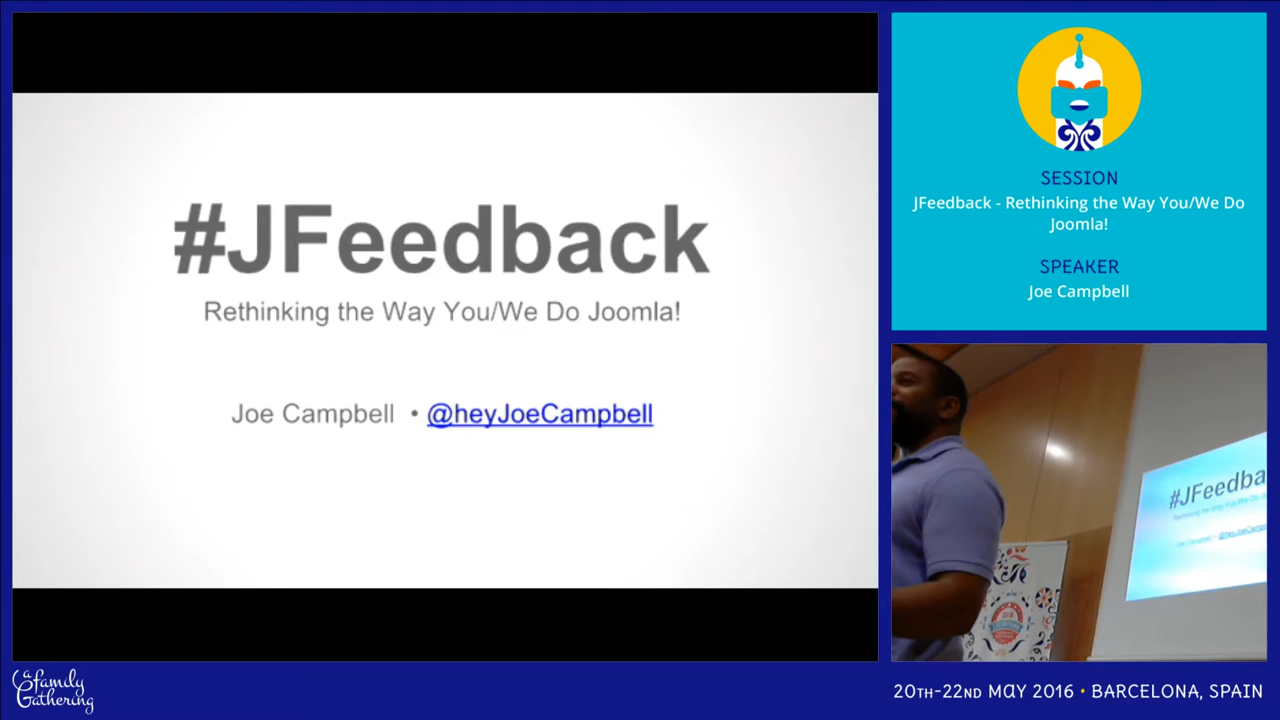 #JFeedback
Rethinking the Way You/We Do Joomla!
Joe Campbell • @heyJoeCampbell
SESSION
JFeedback - Rethinking the Way You/We Do
Joomla!
SPEAKER
Joe Campbell
#JFeedba
a family
Gathering
20TH-22ND MAY 2016 • BARCELONA, SPAIN